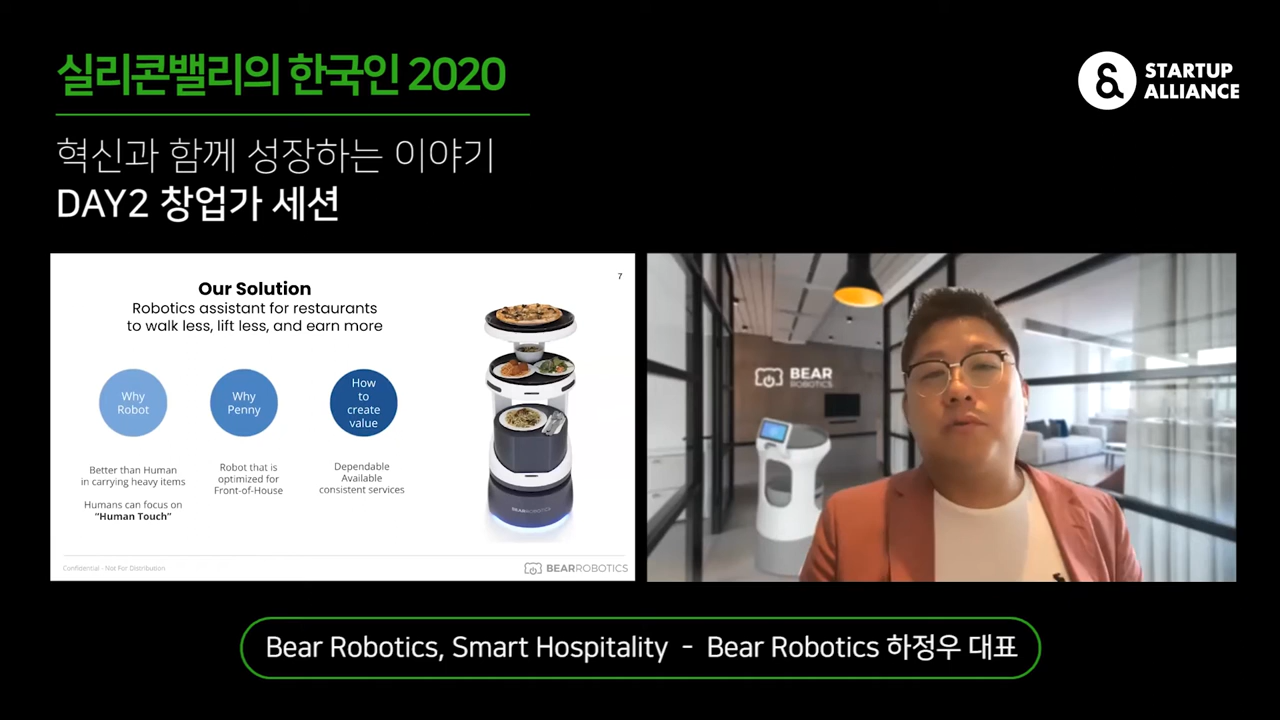 실리콘밸리의 한국인 2020
STARTUP
ALLIANCE
혁신과 함께 성장하는 이야기
DAY2 창업가 세션
7
Our Solution
Robotics assistant for restaurants
to walk less, lift less, and earn more
Why
Robot
Why
Penny
How
to
create
value
Better than Human
in carrying heavy items
Humans can focus on
“Human Touch”
Robot that is
optimized for
Front-of-House
Dependable
Available
consistent services
BEARROBOTICS
Confidential - Not For Distribution
BEARROBOTICS
BEAR
ROBOTICS
Bear Robotics, Smart Hospitality - Bear Robotics 하정우 대표